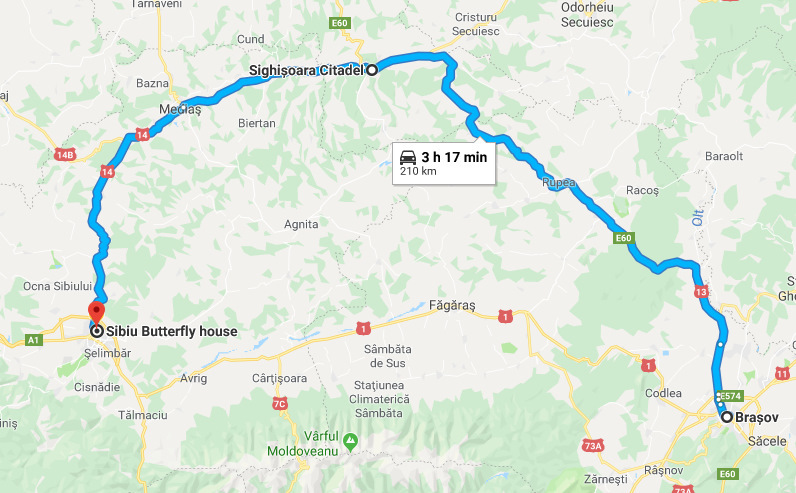 Târnăveni
Cristuru
Secuiesc
Odorheiu
Secuiesc
E60
Sighișoara Citadel
Bazna
Mediaș
Biertan
14
14B
14
3 h 17 min
210 km
Baraolt
Rupea
Racoș
Olt
Agnita
E60
Ocna Sibiului
13
Sibiu Butterfly house
Făgăraș
1
1
A1
Șelimbăr
Sâmbăta
de Sus
Cisnădie
Avrig
Cârțișoara
Stațiunea
Climaterică
Sâmbăta
1
11
Codlea
E574
7C
Tălmaciu
Brașov
Săcele
Vârful
Moldoveanu
73A
Râșnov
Zărnești
E60
73A